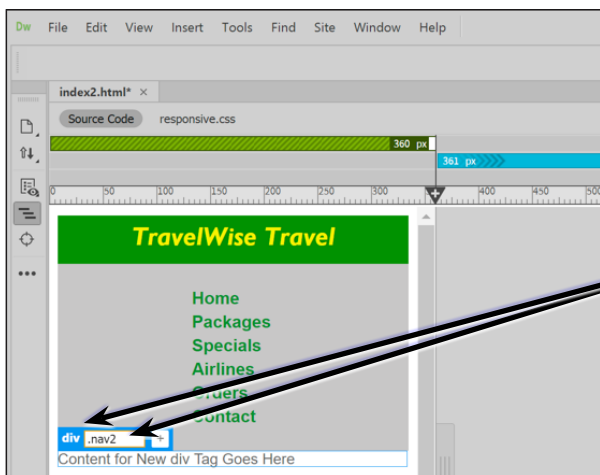 Dw File Edit View Insert Tools Find Site Window Help
index2.html* ×
Source Code responsive.css
360 px
361 px
0 50 100 150 200 250 300 400 450 500
TravelWise Travel
Home
Packages
Specials
Airlines
Orders
Contact
div .nav2 +
Content for New div Tag Goes Here